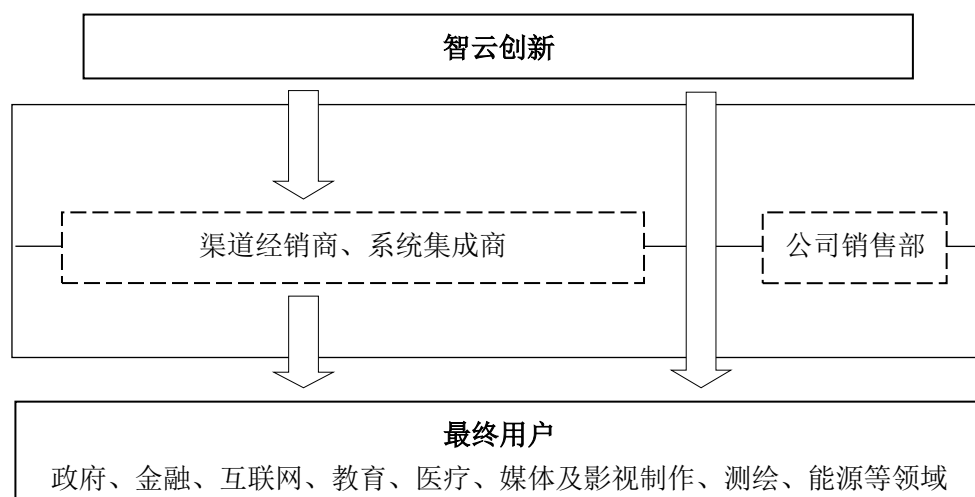 智云创新
渠道经销商、系统集成商
公司销售部
最终用户
政府、金融、互联网、教育、医疗、媒体及影视制作、测绘、能源等领域